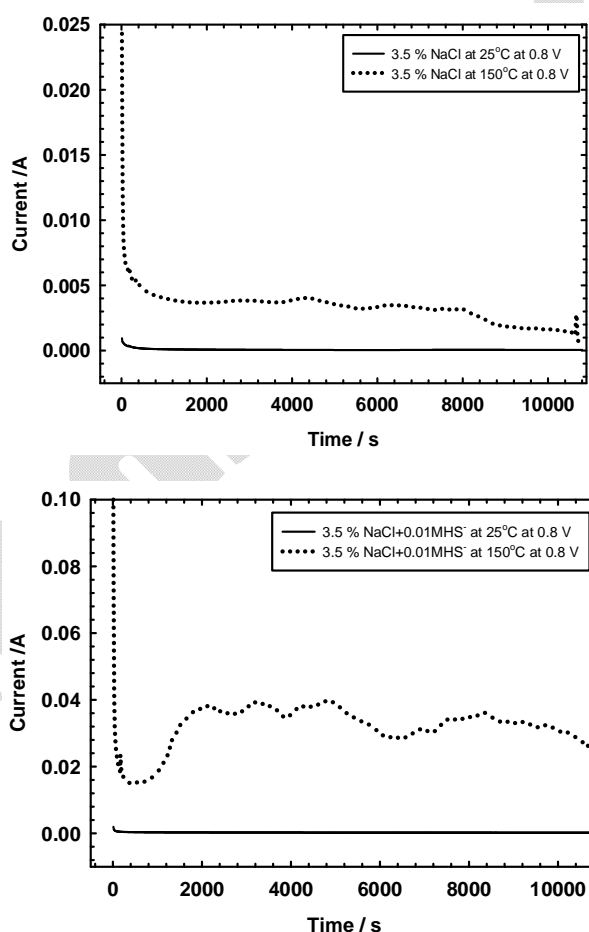 0.025
3.5 % NaCl at 25°C at 0.8 V
3.5 % NaCl at 150°C at 0.8 V
0.020
0.015
0.010
0.005
0.000
Current /A
0 2000 4000 6000 8000 10000
Time / s
0.10
3.5 % NaCl+0.01MHS⁻ at 25°C at 0.8 V
3.5 % NaCl+0.01MHS⁻ at 150°C at 0.8 V
0.08
0.06
0.04
0.02
0.00
Current /A
0 2000 4000 6000 8000 10000
Time / s